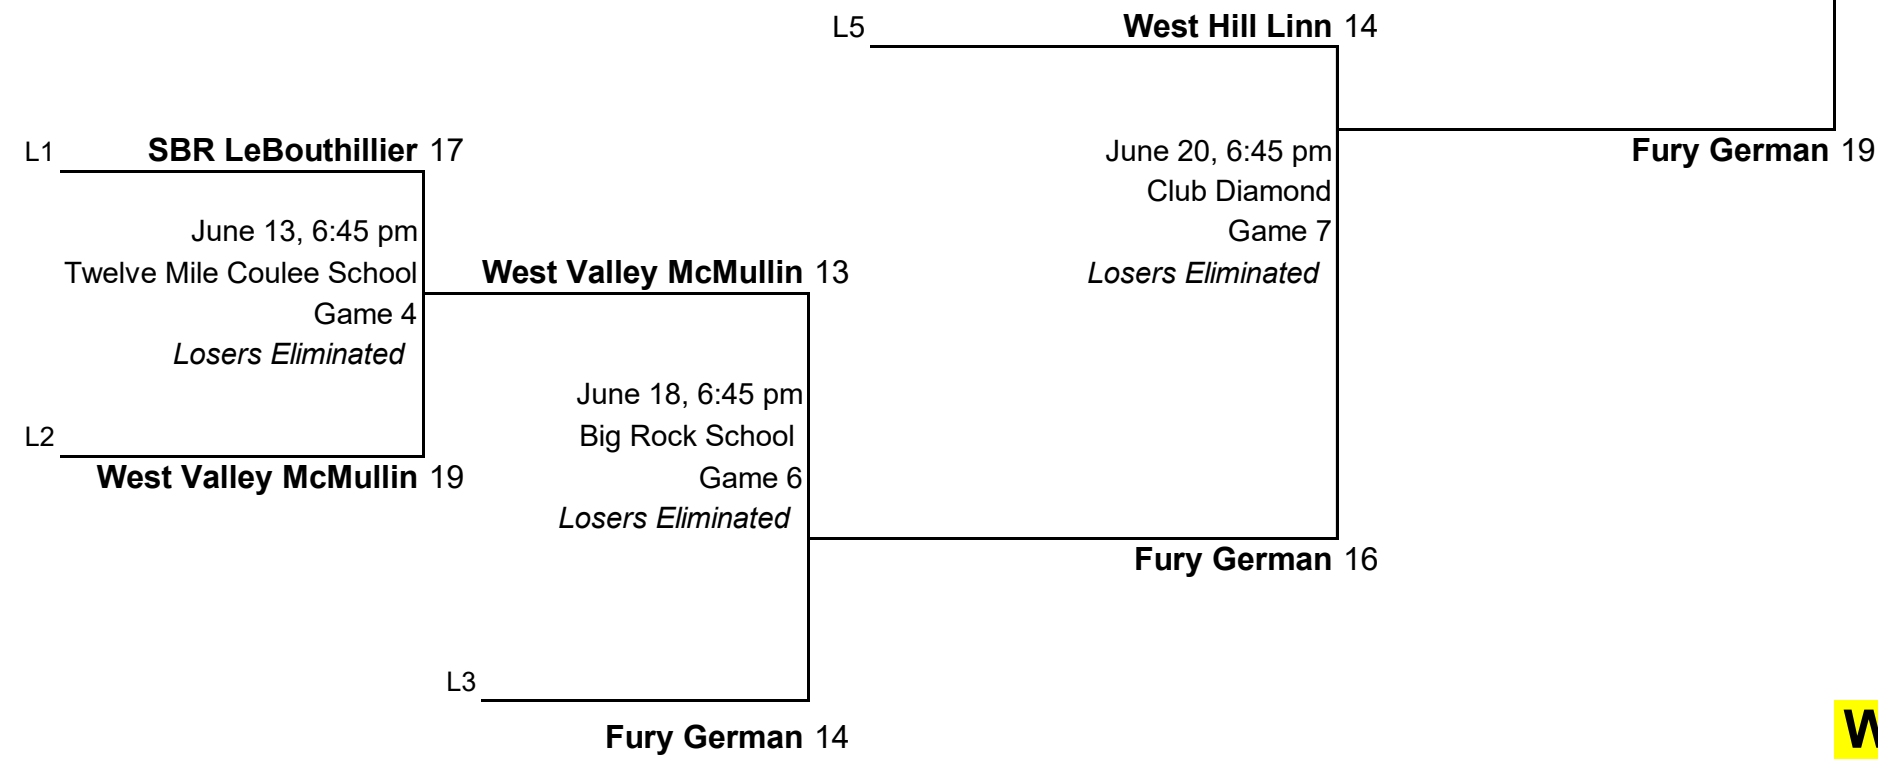 L5 West Hill Linn 14
L1 SBR LeBouthillier 17
June 13, 6:45 pm
Twelve Mile Coulee School
Game 4
Losers Eliminated
L2
West Valley McMullin 19
West Valley McMullin 13
June 18, 6:45 pm
Big Rock School
Game 6
Losers Eliminated
L3
Fury German 14
June 20, 6:45 pm
Club Diamond
Game 7
Losers Eliminated
Fury German 16
Fury German 19